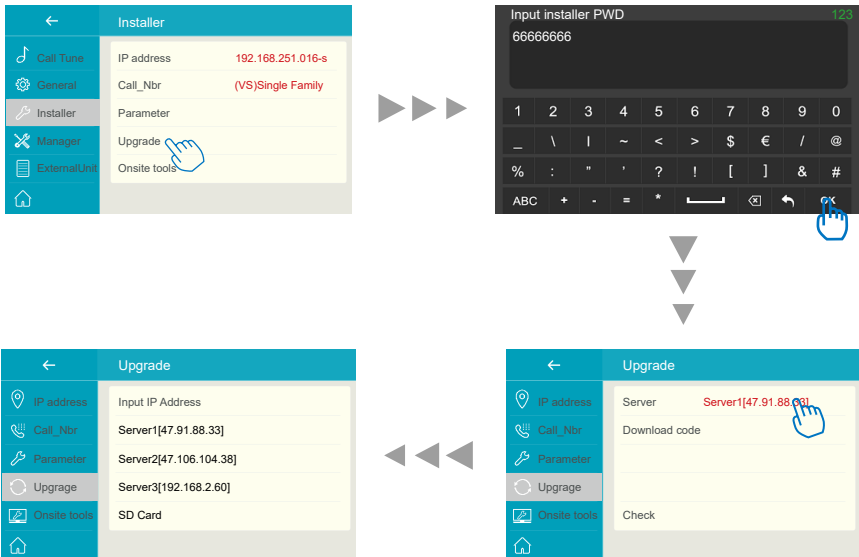 Installer
Call Tune
General
Installer
Manager
ExternalUnit
IP address 192.168.251.016-s
Call_Nbr (VS)Single Family
Parameter
Upgrade
Onsite tools
Input installer PWD 123
66666666
1 2 3 4 5 6 7 8 9 0
_ \ | ~ < > $ € / @
% : " ' ? ! [ ] & #
ABC + - = * OK
Upgrade
IP address
Call_Nbr
Parameter
Upgrage
Onsite tools
Input IP Address
Server1[47.91.88.33]
Server2[47.106.104.38]
Server3[192.168.2.60]
SD Card
Upgrade
IP address
Call_Nbr
Parameter
Upgrage
Onsite tools
Server Server1[47.91.88.33]
Download code
Check